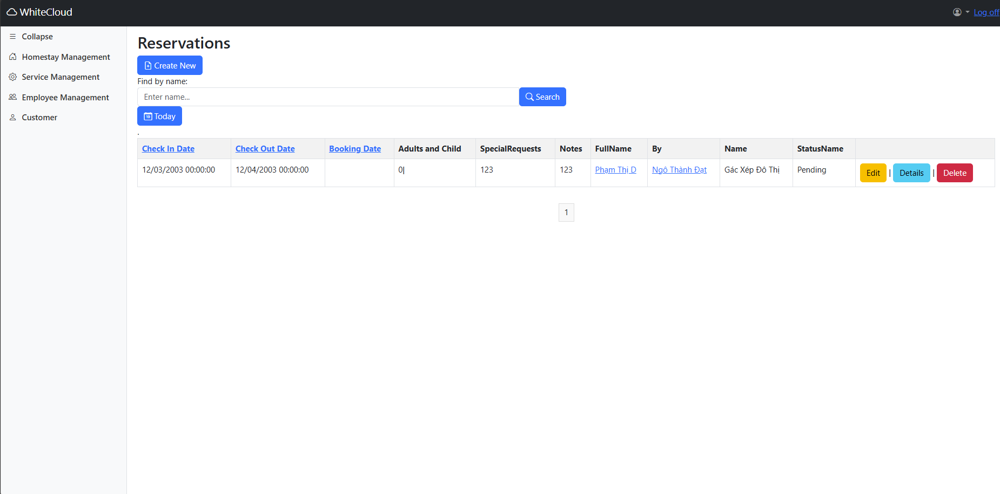 WhiteCloud
Log off
Collapse
Homestay Management
Service Management
Employee Management
Customer
Reservations
Create New
Find by name:
Enter name...
Search
19 Today
.
Check In Date Check Out Date Booking Date Adults and Child SpecialRequests Notes FullName By Name StatusName
12/03/2003 00:00:00 12/04/2003 00:00:00 0| 123 123 Phạm Thị D Ngô Thành Đạt Gác Xép Đô Thị Pending Edit | Details | Delete
1